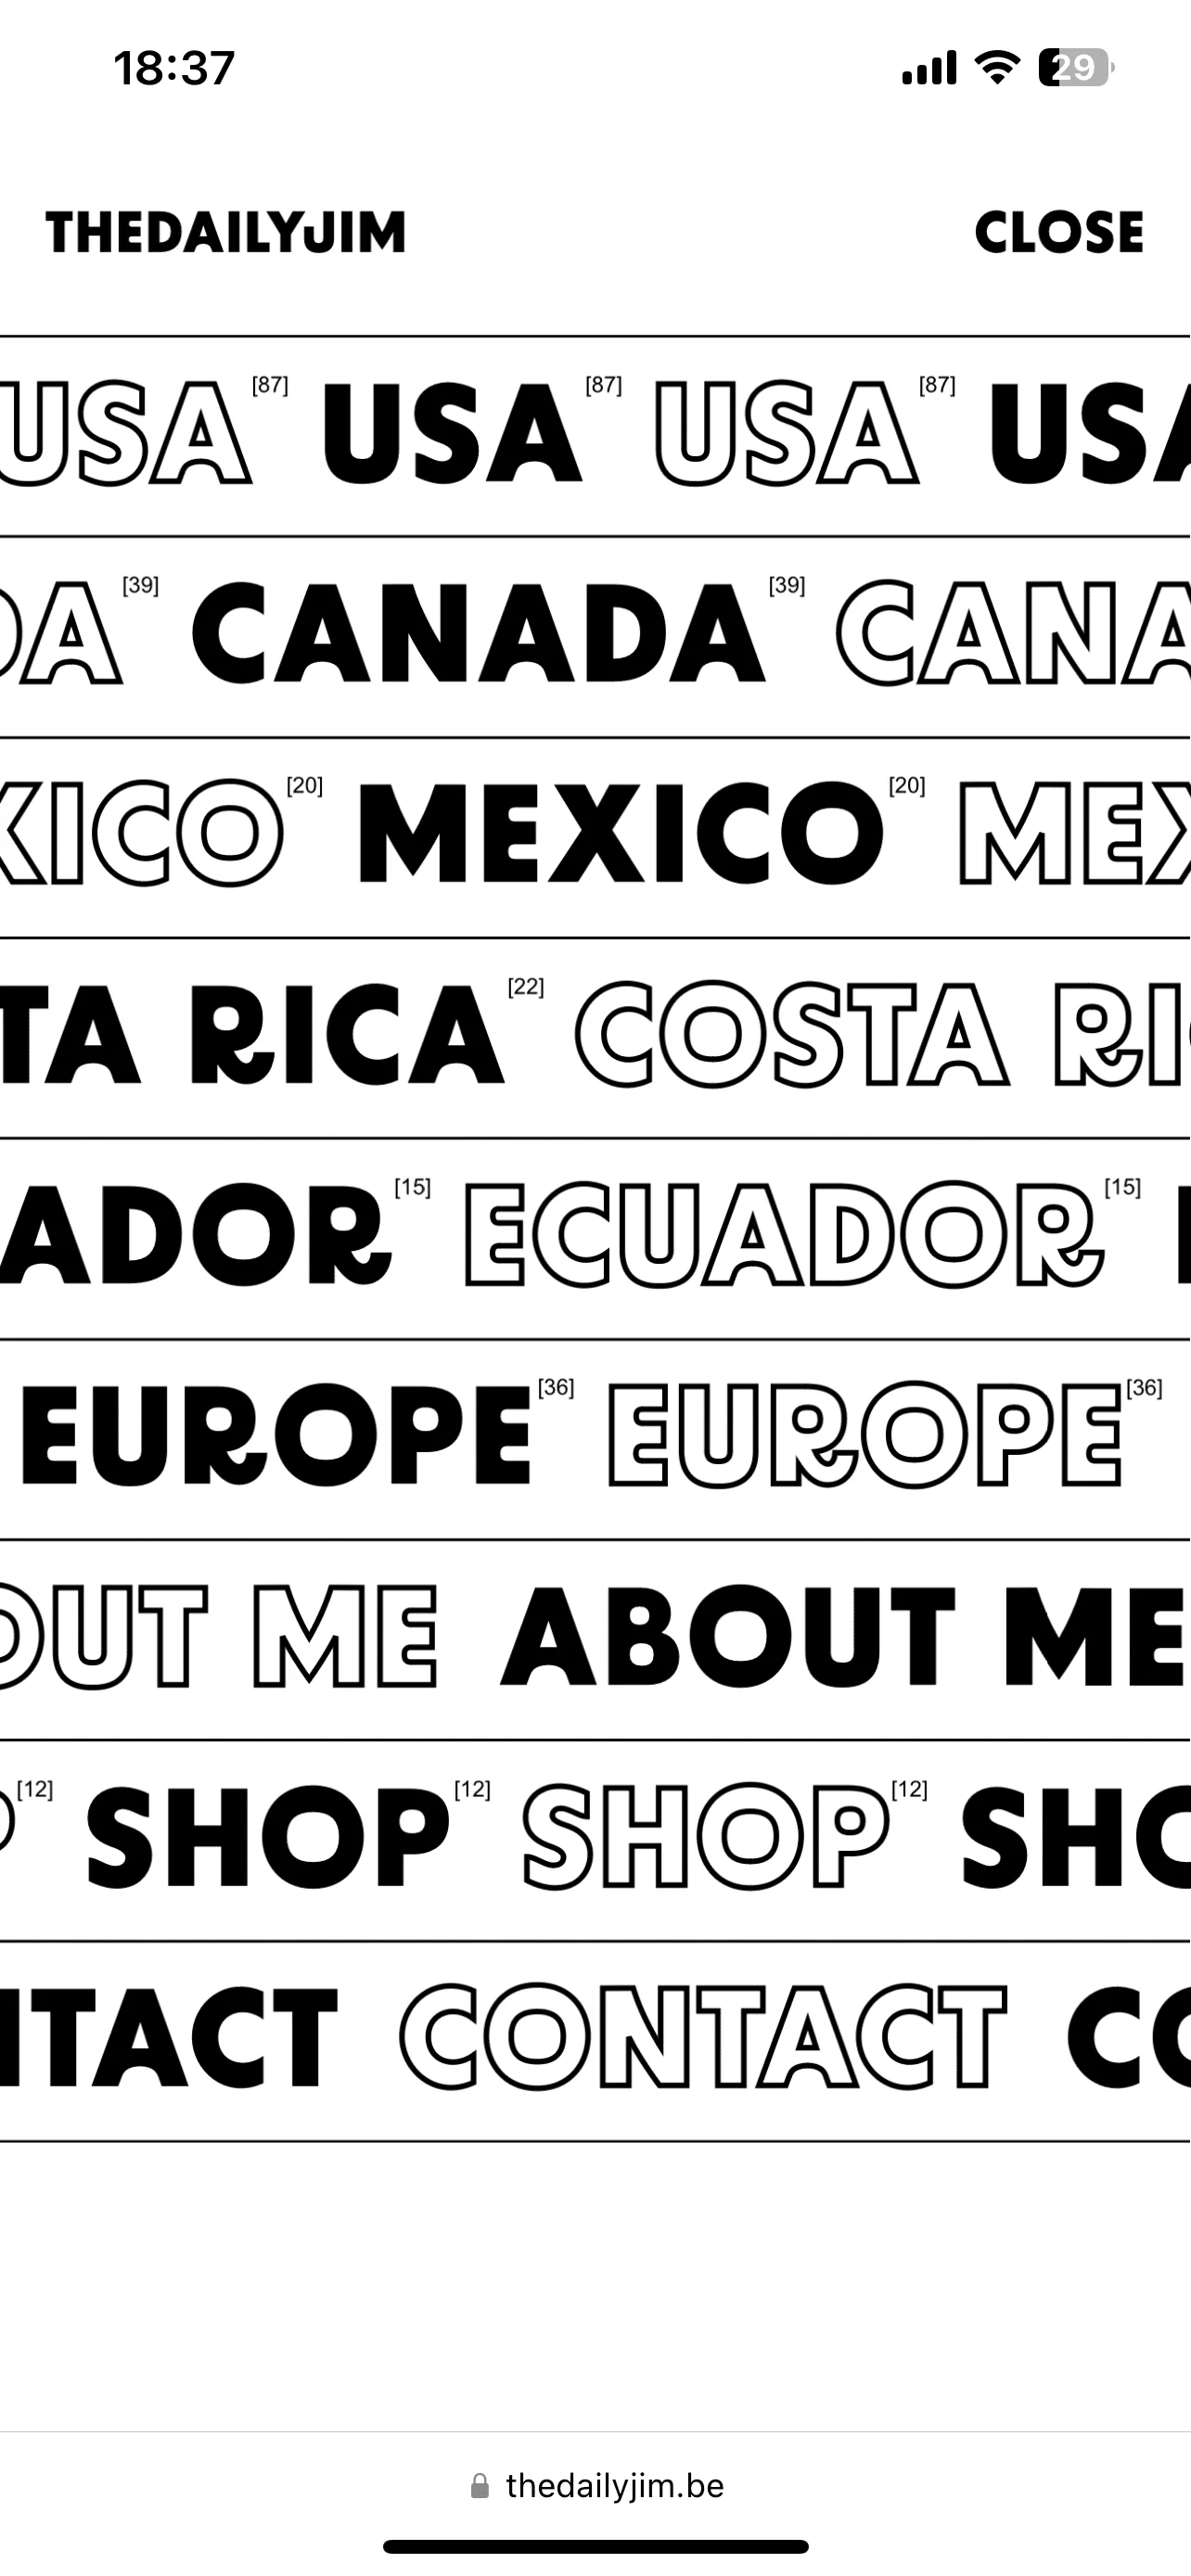 18:37 29
THEDAILYJIM CLOSE
USA [87] USA [87] USA [87] USA
DA [39] CANADA [39] CANA
XICO [20] MEXICO [20] MEX
TA RICA [22] COSTA RI
ADOR [15] ECUADOR [15]
EUROPE [36] EUROPE [36]
OUT ME ABOUT ME
P [12] SHOP [12] SHOP [12] SHO
NTACT CONTACT CO
thedailyjim.be